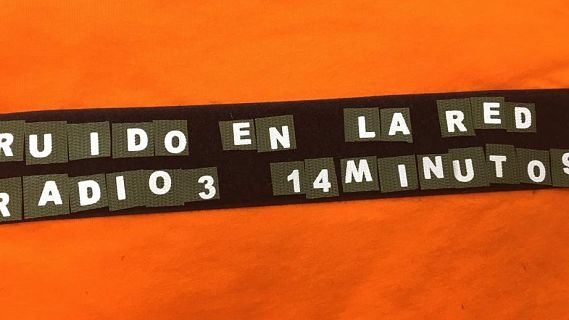 RUIDO EN LA RED
RADIO3 14MINUTOS